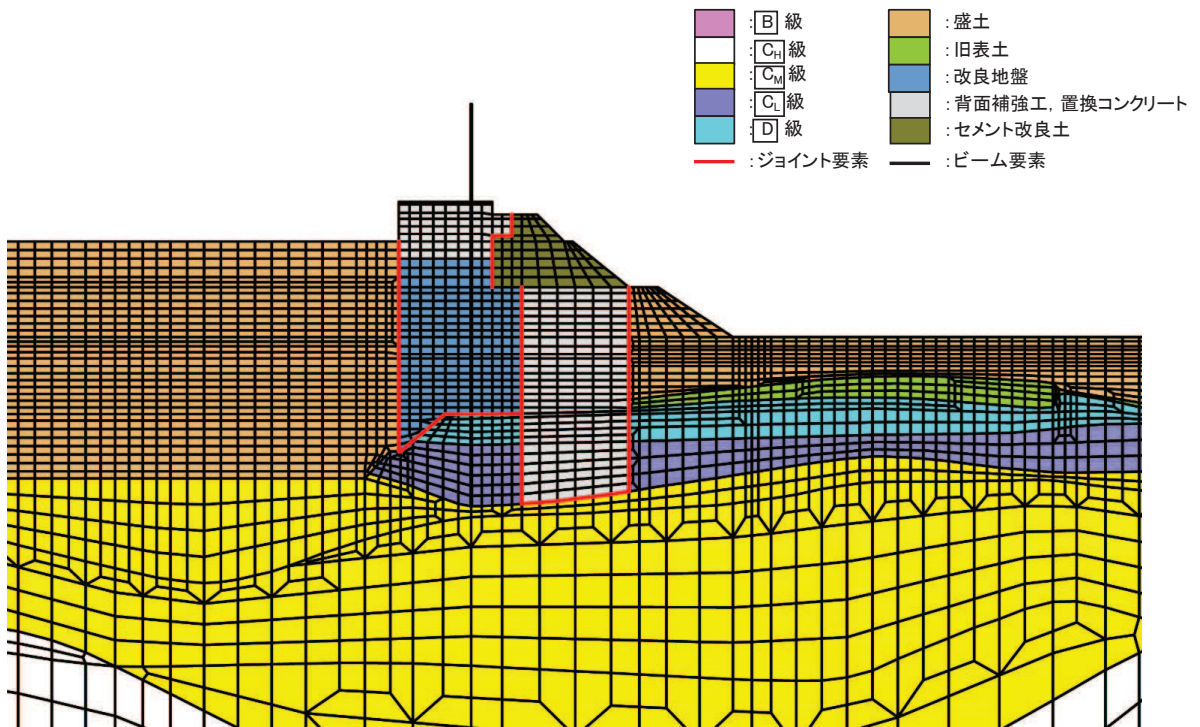 :B 級
:CH 級
:CM 級
:CL 級
:D 級
:ジョイント要素
:盛土
:旧表土
:改良地盤
:背面補強工, 置換コンクリート
:セメント改良土
:ビーム要素